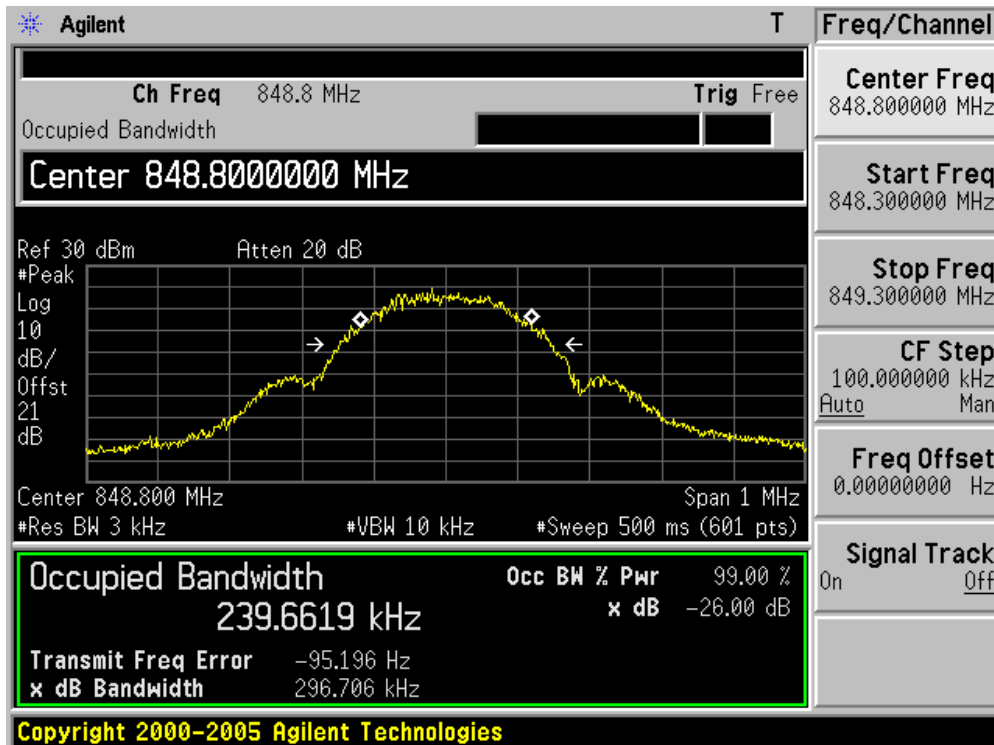 Agilent T
Ch Freq 848.8 MHz Trig Free
Occupied Bandwidth
Center 848.8000000 MHz
Ref 30 dBm Atten 20 dB
#Peak
Log
10
dB/
Offst
21
dB
Center 848.800 MHz Span 1 MHz
#Res BW 3 kHz #VBW 10 kHz #Sweep 500 ms (601 pts)
Occupied Bandwidth
239.6619 kHz
Occ BW % Pwr 99.00 %
x dB -26.00 dB
Transmit Freq Error -95.196 Hz
x dB Bandwidth 296.706 kHz
Copyright 2000-2005 Agilent Technologies
Freq/Channel
Center Freq
848.800000 MHz
Start Freq
848.300000 MHz
Stop Freq
849.300000 MHz
CF Step
100.000000 kHz
Auto Man
Freq Offset
0.00000000 Hz
Signal Track
On Off